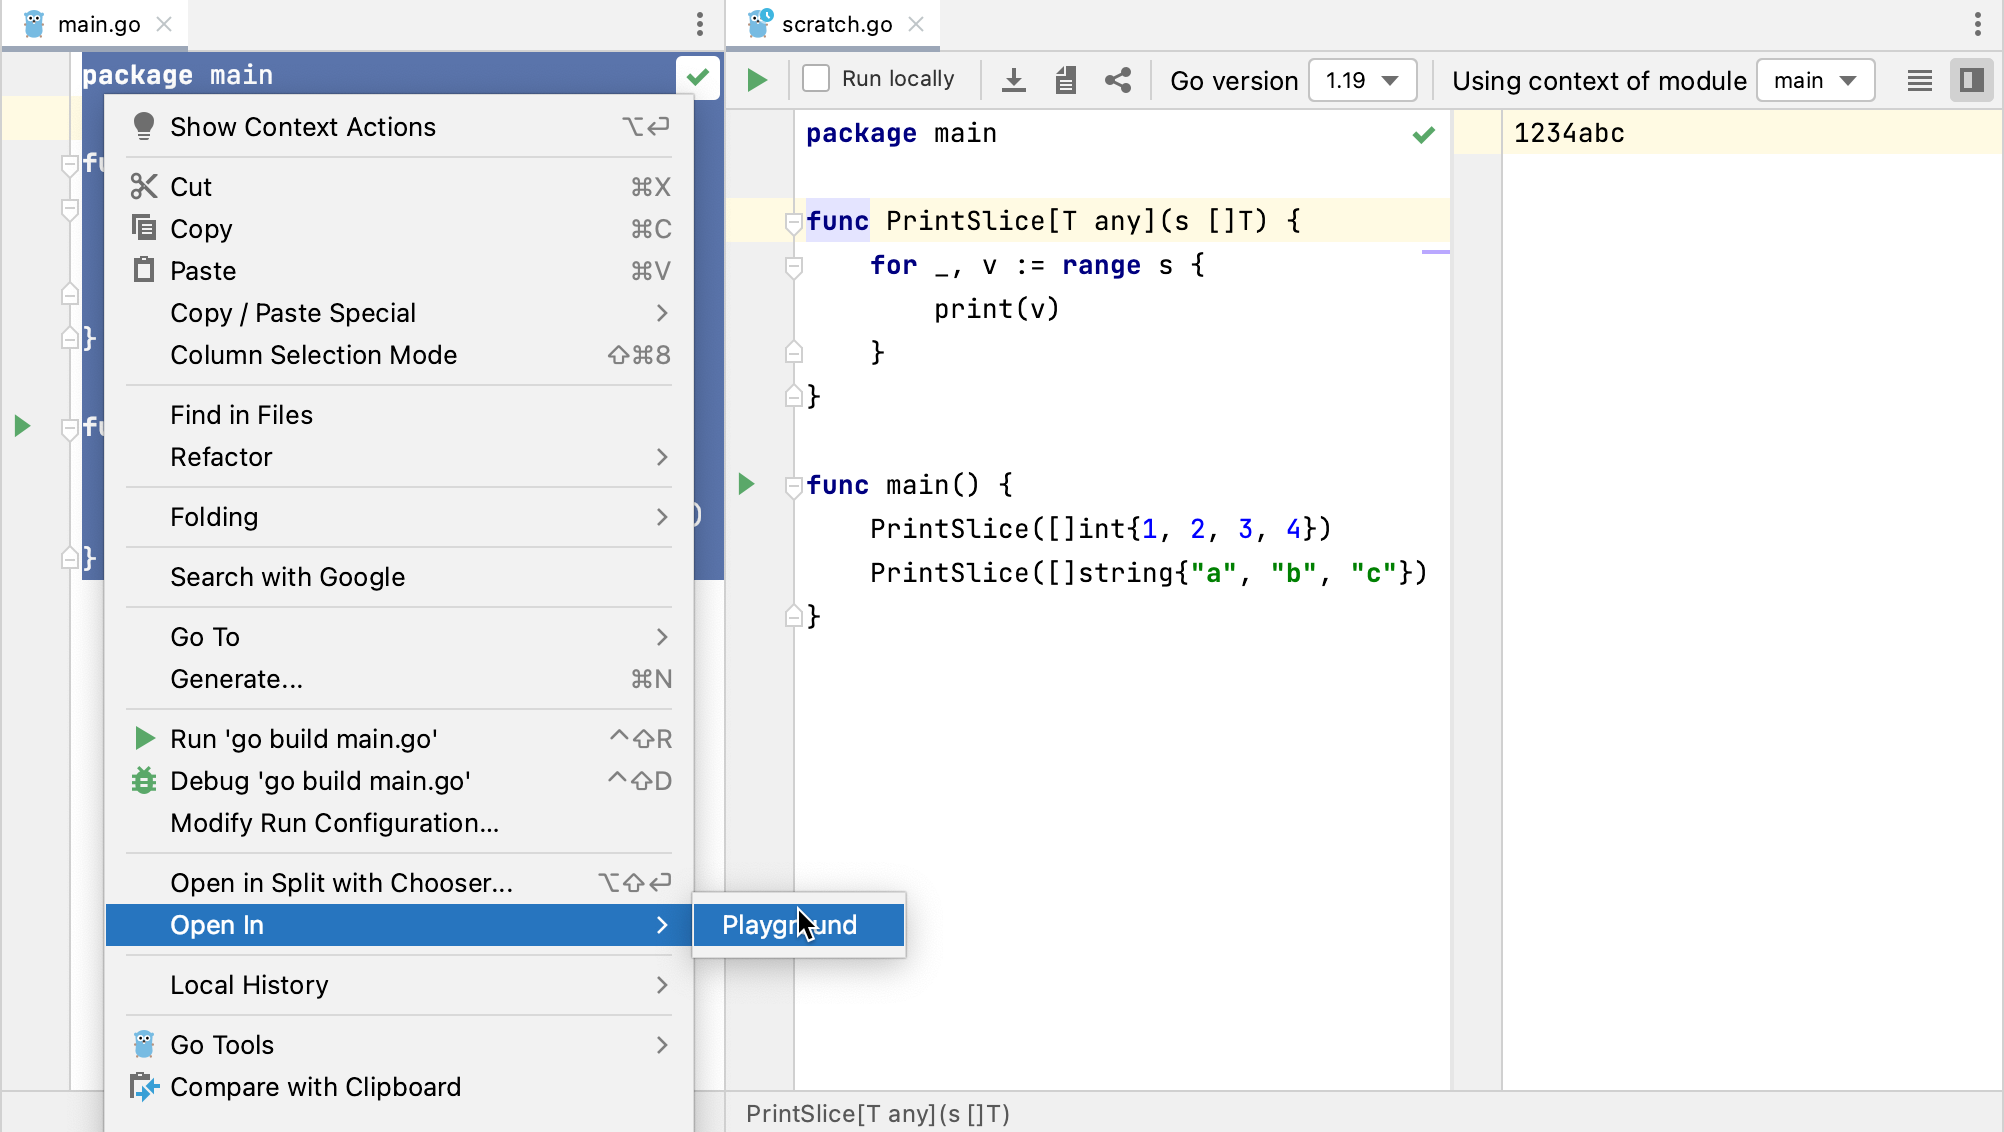 main.go
package main
fu
}
fu
)
}
Show Context Actions ⌥⏎
Cut ⌘X
Copy ⌘C
Paste ⌘V
Copy / Paste Special
Column Selection Mode ⇧⌘8
Find in Files
Refactor
Folding
Search with Google
Go To
Generate... ⌘N
Run 'go build main.go' ^⇧R
Debug 'go build main.go' ^⇧D
Modify Run Configuration...
Open in Split with Chooser... ⌥⇧⏎
Open In
Playground
Local History
Go Tools
Compare with Clipboard
scratch.go
Run locally
Go version 1.19
Using context of module main
package main
func PrintSlice[T any](s []T) {
for _, v := range s {
print(v)
}
}
func main() {
PrintSlice([]int{1, 2, 3, 4})
PrintSlice([]string{"a", "b", "c"})
}
1234abc
PrintSlice[T any](s []T)